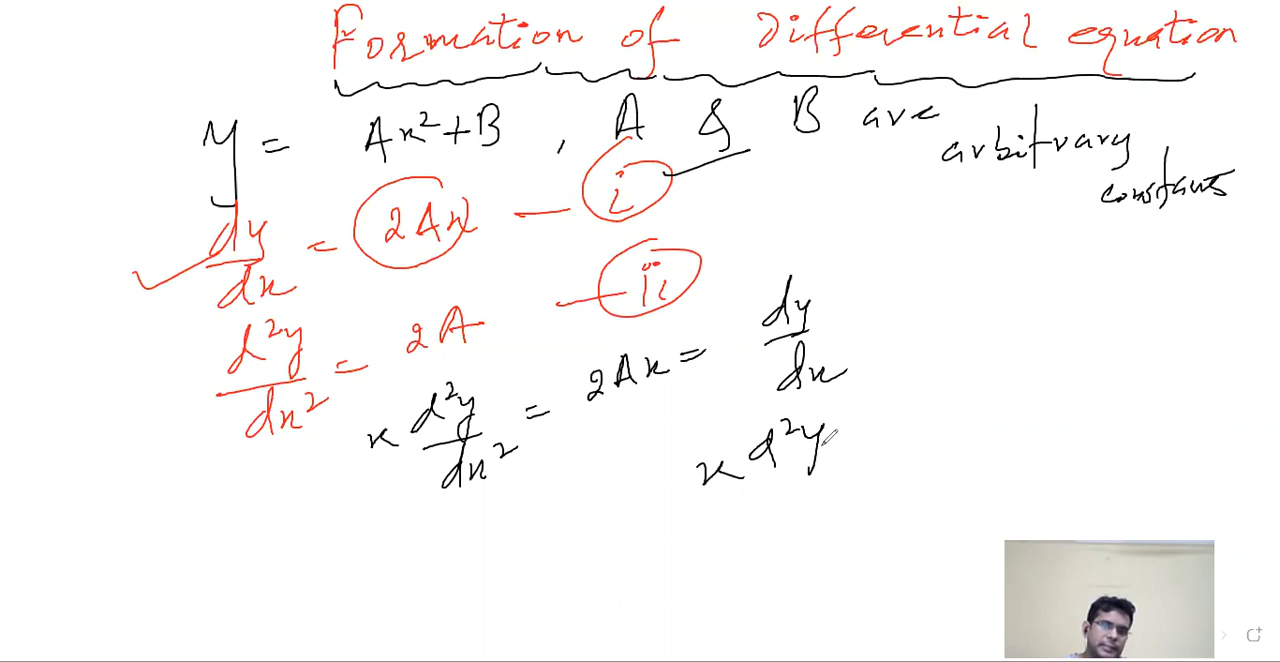 Formation of Differential equation
y = Ax²+B , A & B are arbitrary constants
dy/dx = 2Ax — i
d²y/dx² = 2A — ii
x d²y/dx² = 2Ax = dy/dx
x d²y